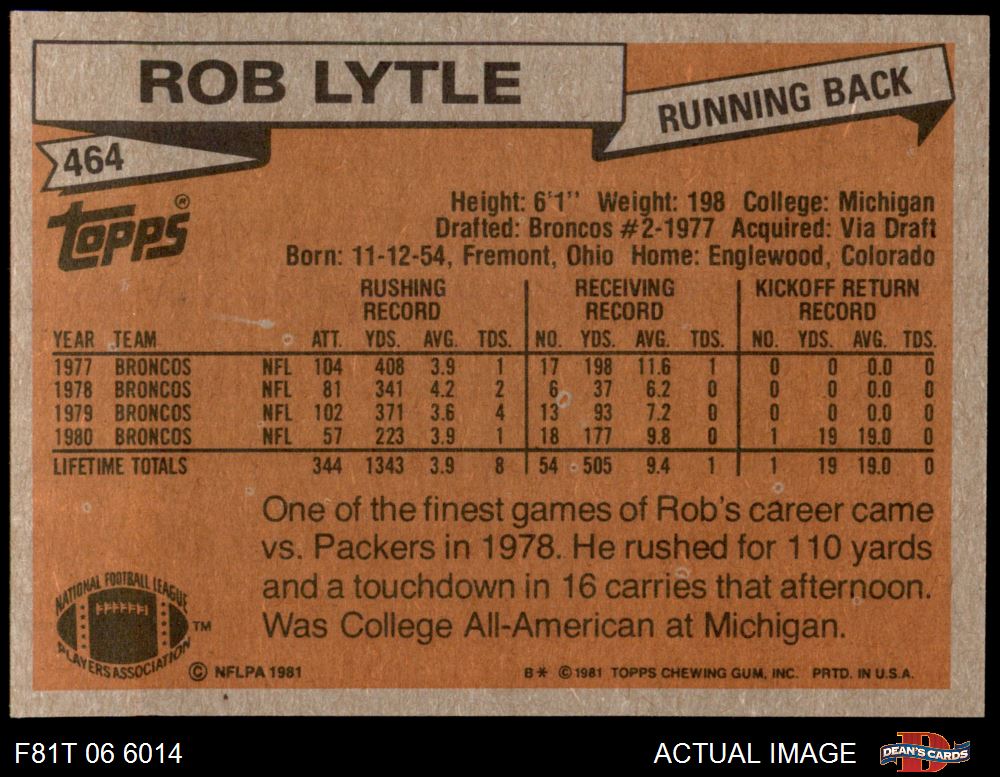 ROB LYTLE
RUNNING BACK
464
Topps®
Height: 6'1" Weight: 198 College: Michigan
Drafted: Broncos #2-1977 Acquired: Via Draft
Born: 11-12-54, Fremont, Ohio Home: Englewood, Colorado
RUSHING RECORD RECEIVING RECORD KICKOFF RETURN RECORD
YEAR TEAM ATT. YDS. AVG. TDS. NO. YDS. AVG. TDS. NO. YDS. AVG. TDS.
1977 BRONCOS NFL 104 408 3.9 1 17 198 11.6 1 0 0 0.0 0
1978 BRONCOS NFL 81 341 4.2 2 6 37 6.2 0 0 0 0.0 0
1979 BRONCOS NFL 102 371 3.6 4 13 93 7.2 0 0 0 0.0 0
1980 BRONCOS NFL 57 223 3.9 1 18 177 9.8 0 1 19 19.0 0
LIFETIME TOTALS 344 1343 3.9 8 54 505 9.4 1 1 19 19.0 0
One of the finest games of Rob's career came
vs. Packers in 1978. He rushed for 110 yards
and a touchdown in 16 carries that afternoon.
Was College All-American at Michigan.
NATIONAL FOOTBALL LEAGUE
PLAYERS ASSOCIATION
TM
© NFLPA 1981
B* © 1981 TOPPS CHEWING GUM, INC. PRTD. IN U.S.A.
F81T 06 6014
ACTUAL IMAGE
D
DEAN'S CARDS